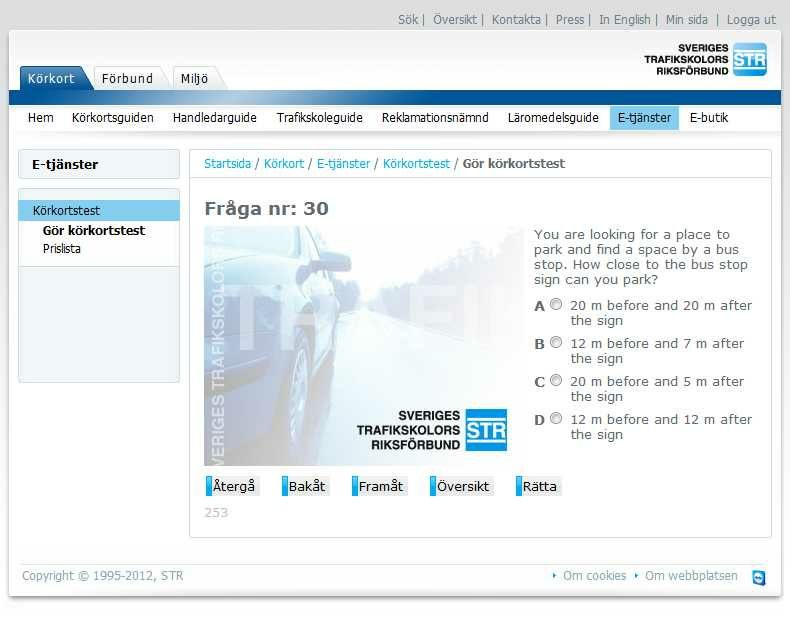 Sök | Översikt | Kontakta | Press | In English | Min sida | Logga ut
SVERIGES
TRAFIKSKOLORS
RIKSFÖRBUND
STR
Körkort Förbund Miljö
Hem Körkortsguiden Handledarguide Trafikskoleguide Reklamationsnämnd Läromedelsguide E-tjänster E-butik
E-tjänster
Körkortstest
Gör körkortstest
Prislista
Startsida / Körkort / E-tjänster / Körkortstest / Gör körkortstest
Fråga nr: 30
SVERIGES TRAFIKSKOLORS
TRAFI
SVERIGES
TRAFIKSKOLORS
RIKSFÖRBUND
STR
You are looking for a place to
park and find a space by a bus
stop. How close to the bus stop
sign can you park?
A 20 m before and 20 m after
the sign
B 12 m before and 7 m after
the sign
C 20 m before and 5 m after
the sign
D 12 m before and 12 m after
the sign
Återgå Bakåt Framåt Översikt Rätta
253
Copyright © 1995-2012, STR
Om cookies Om webbplatsen